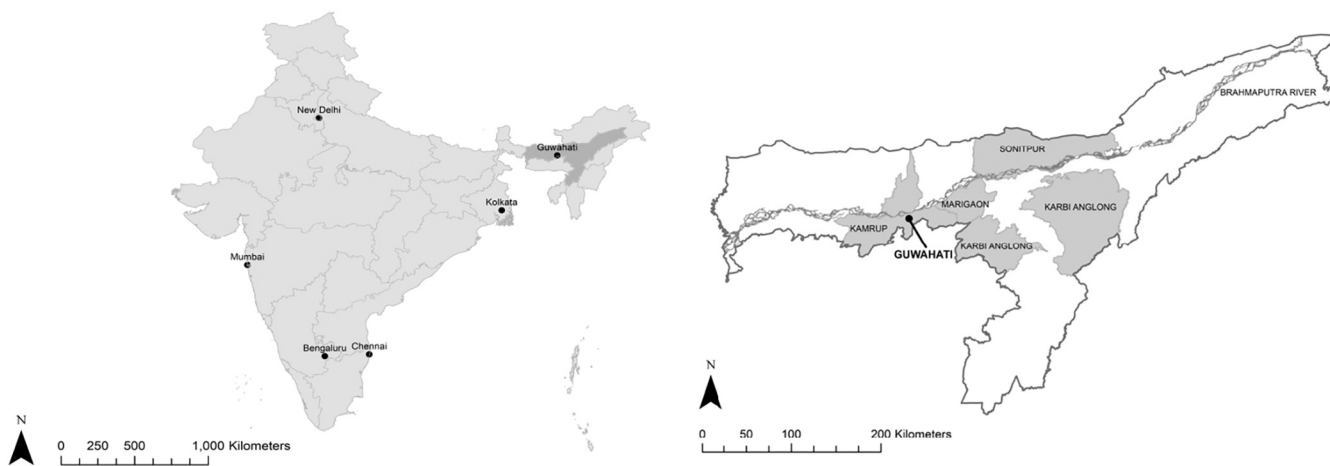 New Delhi
Guwahati
Kolkata
Mumbai
Bengaluru
Chennai
N
0 250 500 1,000 Kilometers
BRAHMAPUTRA RIVER
SONITPUR
MARIGAON
KARBI ANGLONG
KAMRUP
KARBI ANGLONG
GUWAHATI
N
0 50 100 200 Kilometers